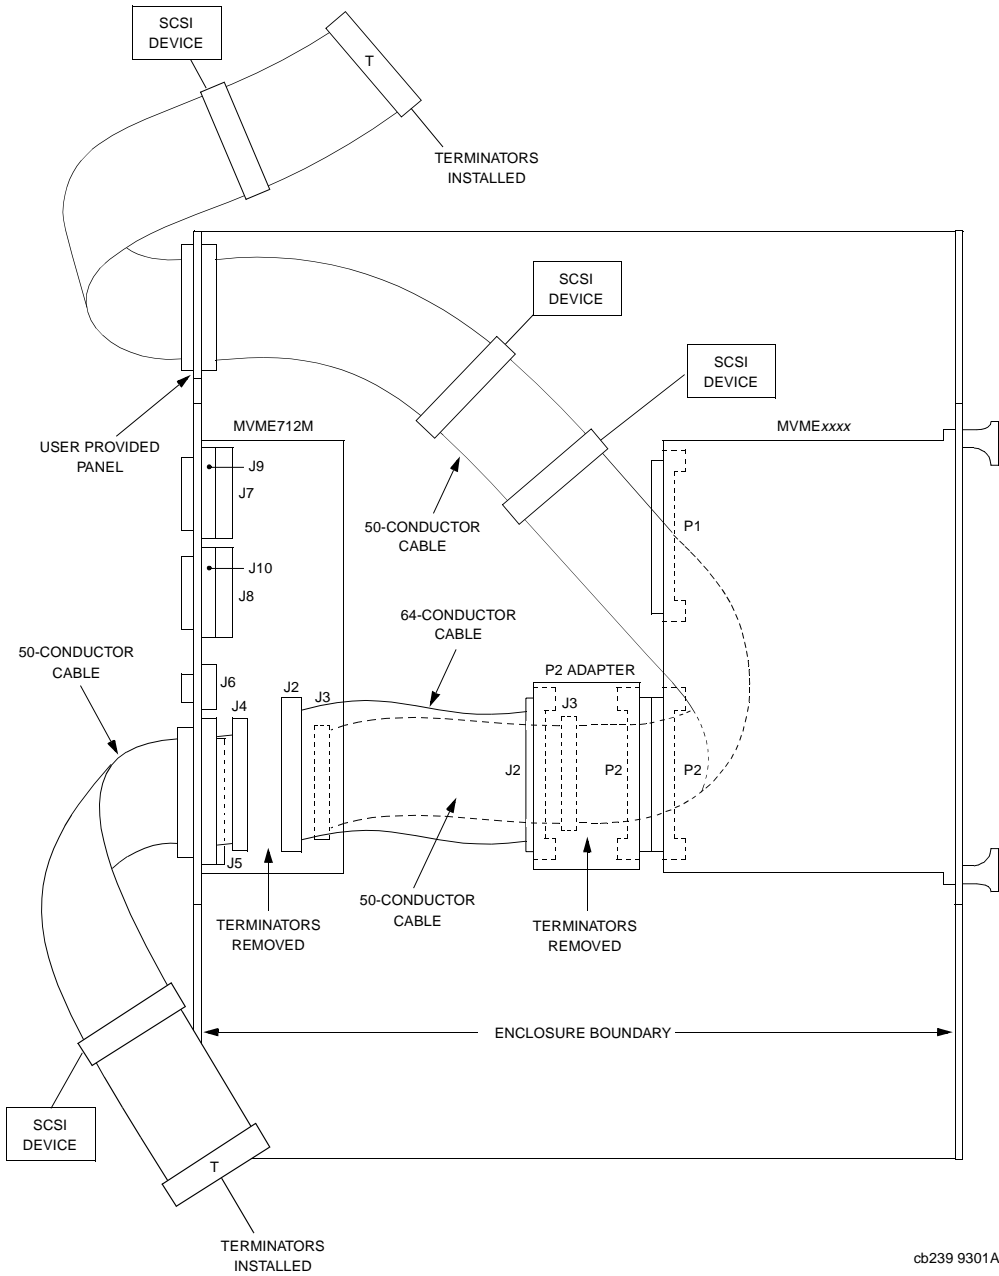 SCSI
DEVICE
T
TERMINATORS
INSTALLED
SCSI
DEVICE
SCSI
DEVICE
MVME712M
MVMExxxx
USER PROVIDED
PANEL
J9
J7
50-CONDUCTOR
CABLE
P1
J10
J8
64-CONDUCTOR
CABLE
50-CONDUCTOR
CABLE
P2 ADAPTER
J6
J2
J3
J3
J4
J2
P2
P2
J5
50-CONDUCTOR
CABLE
TERMINATORS
REMOVED
TERMINATORS
REMOVED
ENCLOSURE BOUNDARY
SCSI
DEVICE
T
TERMINATORS
INSTALLED
cb239 9301A